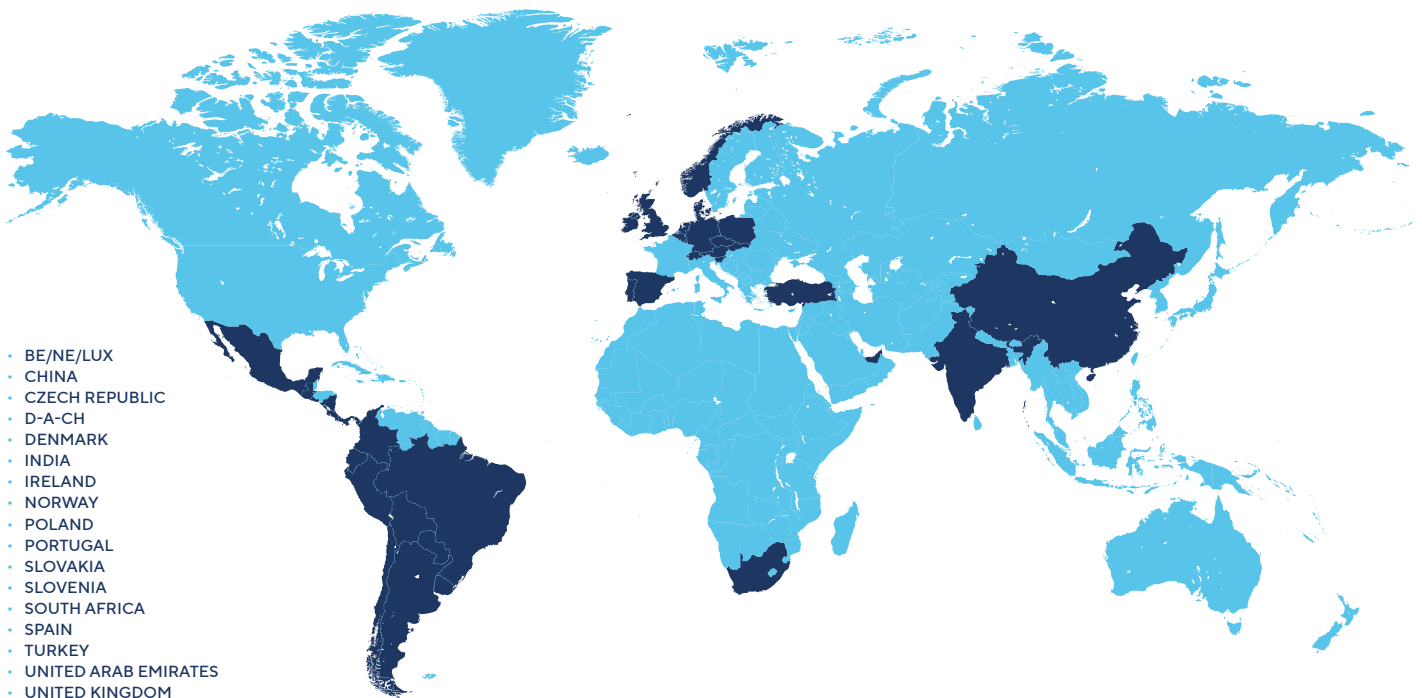 • BE/NE/LUX
• CHINA
• CZECH REPUBLIC
• D-A-CH
• DENMARK
• INDIA
• IRELAND
• NORWAY
• POLAND
• PORTUGAL
• SLOVAKIA
• SLOVENIA
• SOUTH AFRICA
• SPAIN
• TURKEY
• UNITED ARAB EMIRATES
• UNITED KINGDOM